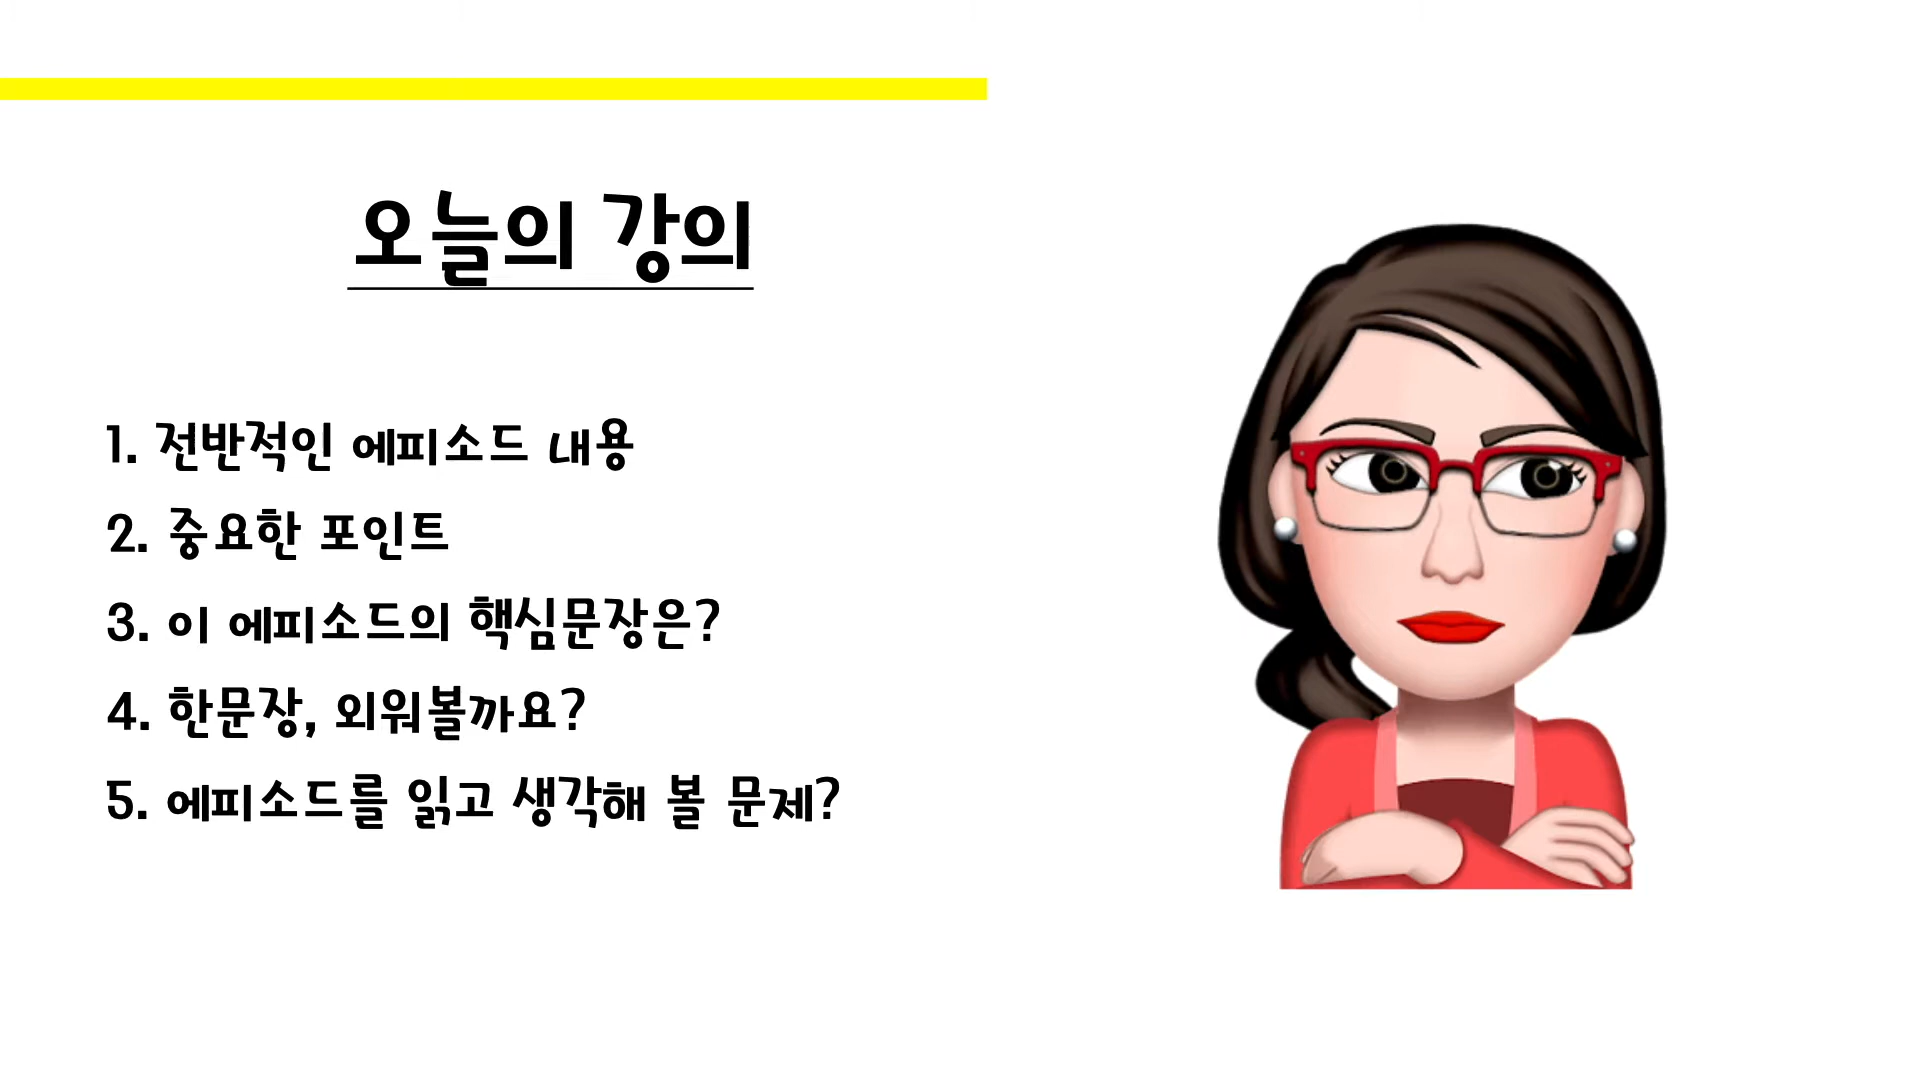 오늘의 강의
1. 전반적인 에피소드 내용
2. 중요한 포인트
3. 이 에피소드의 핵심문장은?
4. 한문장, 외워볼까요?
5. 에피소드를 읽고 생각해 볼 문제?